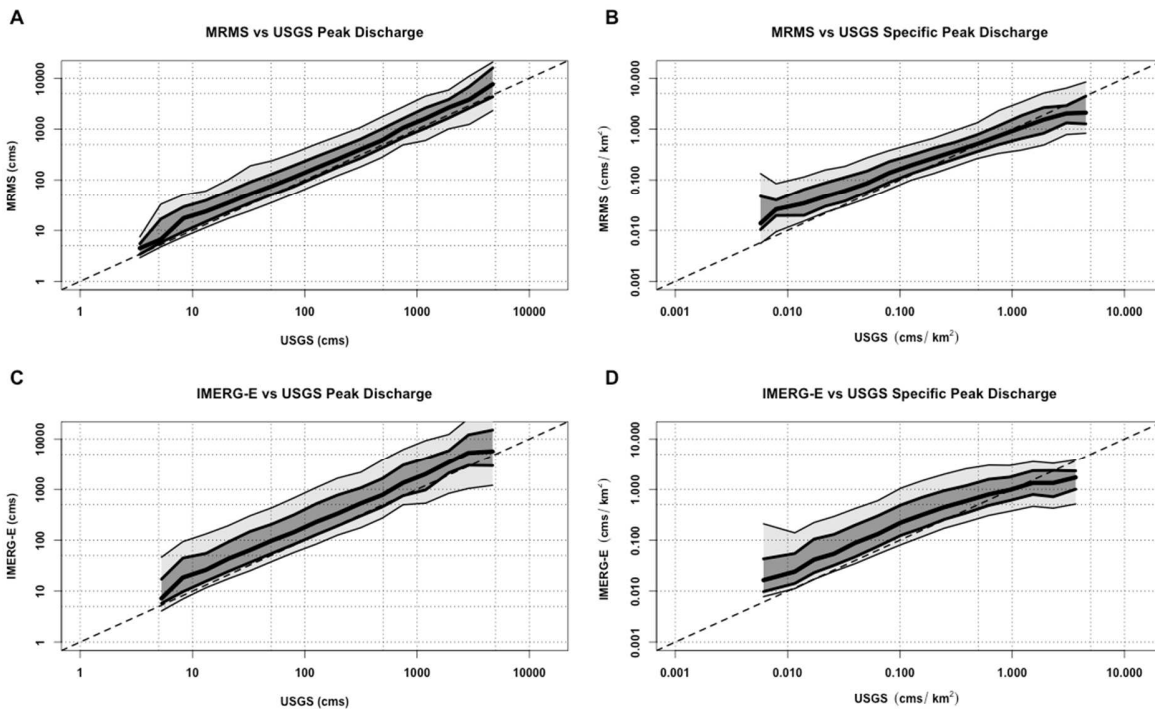 A
MRMS vs USGS Peak Discharge
MRMS (cms)
10000
1000
100
10
1
1 10 100 1000 10000
USGS (cms)
B
MRMS vs USGS Specific Peak Discharge
MRMS (cms/ km²)
10.000
1.000
0.100
0.010
0.001
0.001 0.010 0.100 1.000 10.000
USGS (cms/ km²)
C
IMERG-E vs USGS Peak Discharge
IMERG-E (cms)
10000
1000
100
10
1
1 10 100 1000 10000
USGS (cms)
D
IMERG-E vs USGS Specific Peak Discharge
IMERG-E (cms/ km²)
10.000
1.000
0.100
0.010
0.001
0.001 0.010 0.100 1.000 10.000
USGS (cms/ km²)